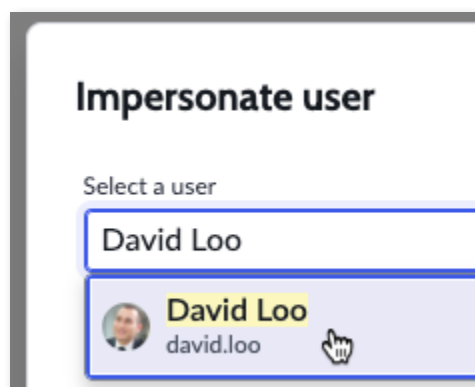 Impersonate user
Select a user
David Loo
David Loo
david.loo